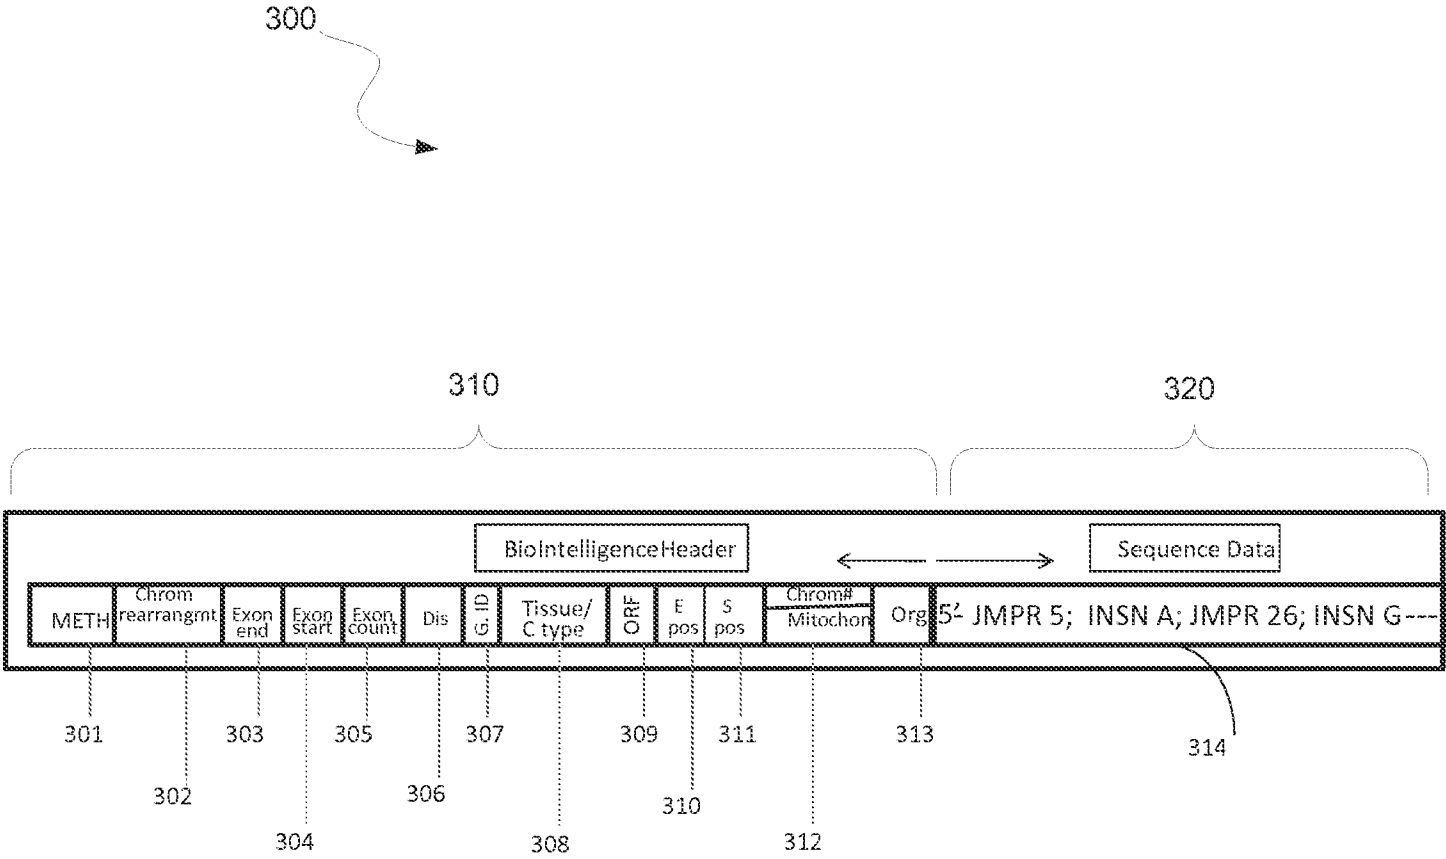 300
310
320
BioIntelligenceHeader
Sequence Data
METH
Chrom
rearrangmt
Exon
end
Exon
start
Exon
count
Dis
G. ID
Tissue/
C type
ORF
E
pos
S
pos
Chrom#
Mitochon
Org
5'- JMPR 5; INSN A; JMPR 26; INSN G----
301
302
303
304
305
306
307
308
309
310
311
312
313
314